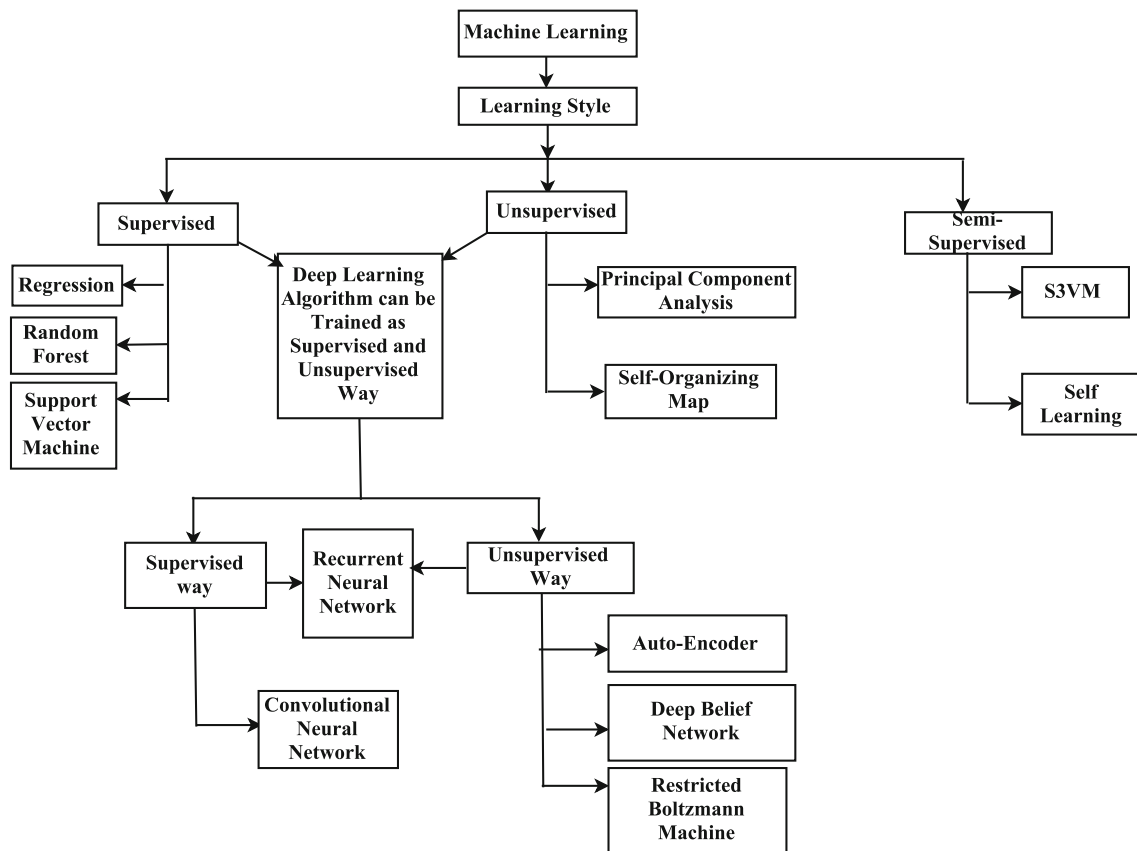 Machine Learning
Learning Style
Supervised
Unsupervised
Semi-
Supervised
Regression
Random
Forest
Support
Vector
Machine
Deep Learning
Algorithm can be
Trained as
Supervised and
Unsupervised
Way
Principal Component
Analysis
Self-Organizing
Map
S3VM
Self
Learning
Supervised
way
Recurrent
Neural
Network
Unsupervised
Way
Convolutional
Neural
Network
Auto-Encoder
Deep Belief
Network
Restricted
Boltzmann
Machine